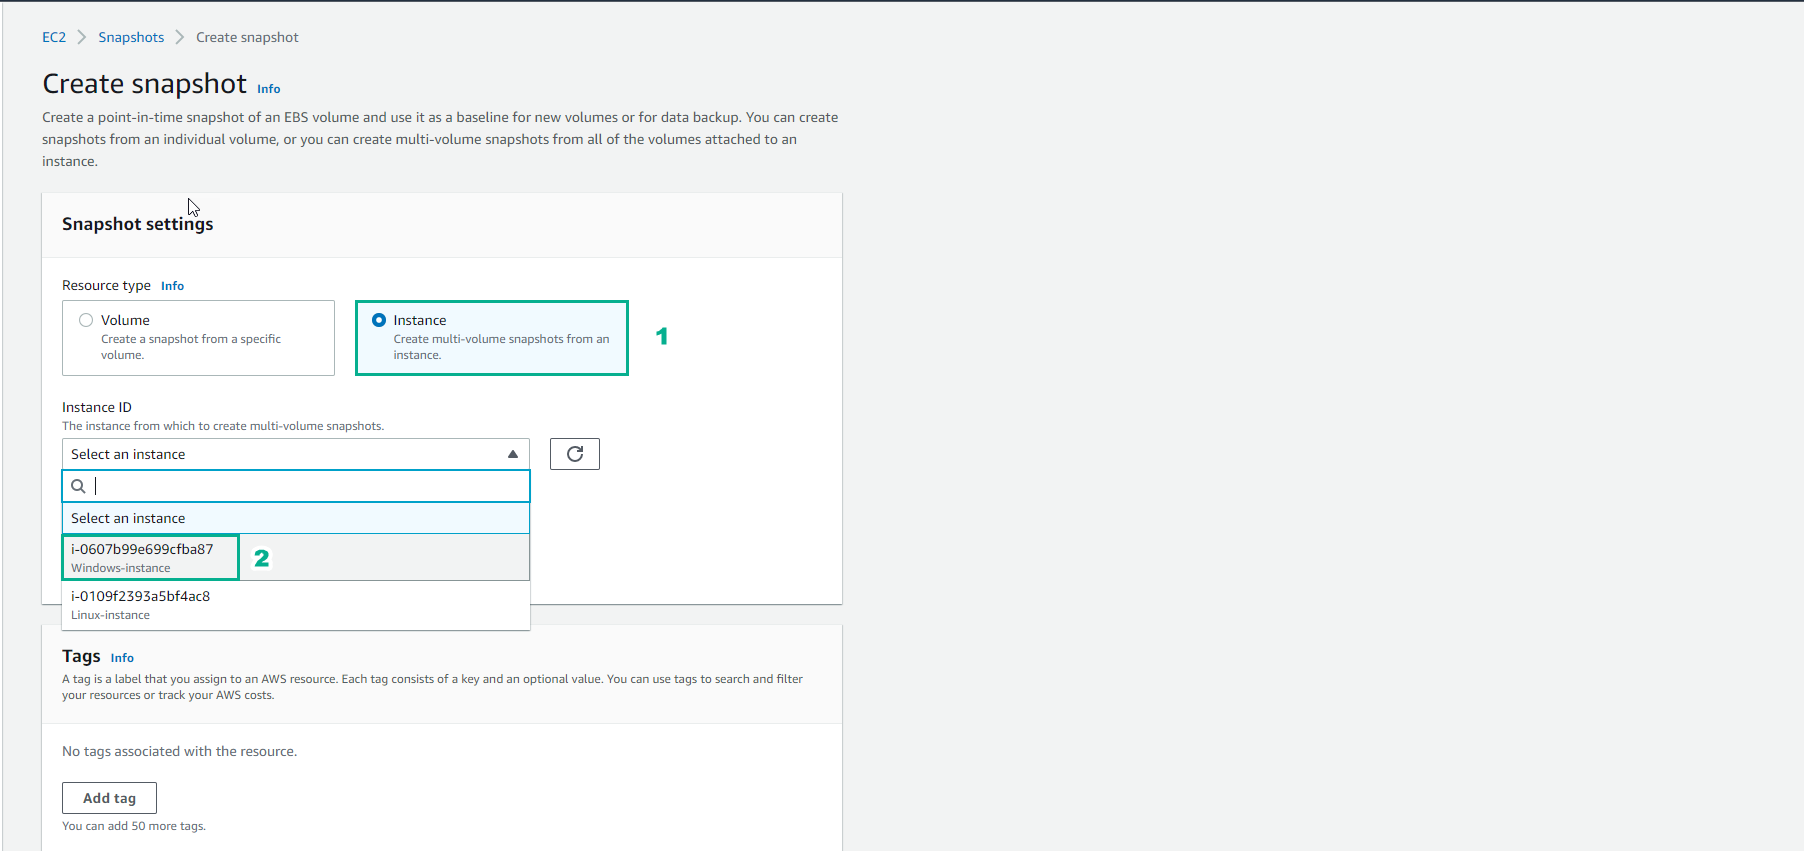 EC2 > Snapshots > Create snapshot
Create snapshot Info
Create a point-in-time snapshot of an EBS volume and use it as a baseline for new volumes or for data backup. You can create
snapshots from an individual volume, or you can create multi-volume snapshots from all of the volumes attached to an
instance.
Snapshot settings
Resource type Info
Volume
Create a snapshot from a specific
volume.
Instance
Create multi-volume snapshots from an
instance.
1
Instance ID
The instance from which to create multi-volume snapshots.
Select an instance
Select an instance
i-0607b99e699cfba87
Windows-instance
2
i-0109f2393a5bf4ac8
Linux-instance
Tags Info
A tag is a label that you assign to an AWS resource. Each tag consists of a key and an optional value. You can use tags to search and filter
your resources or track your AWS costs.
No tags associated with the resource.
Add tag
You can add 50 more tags.